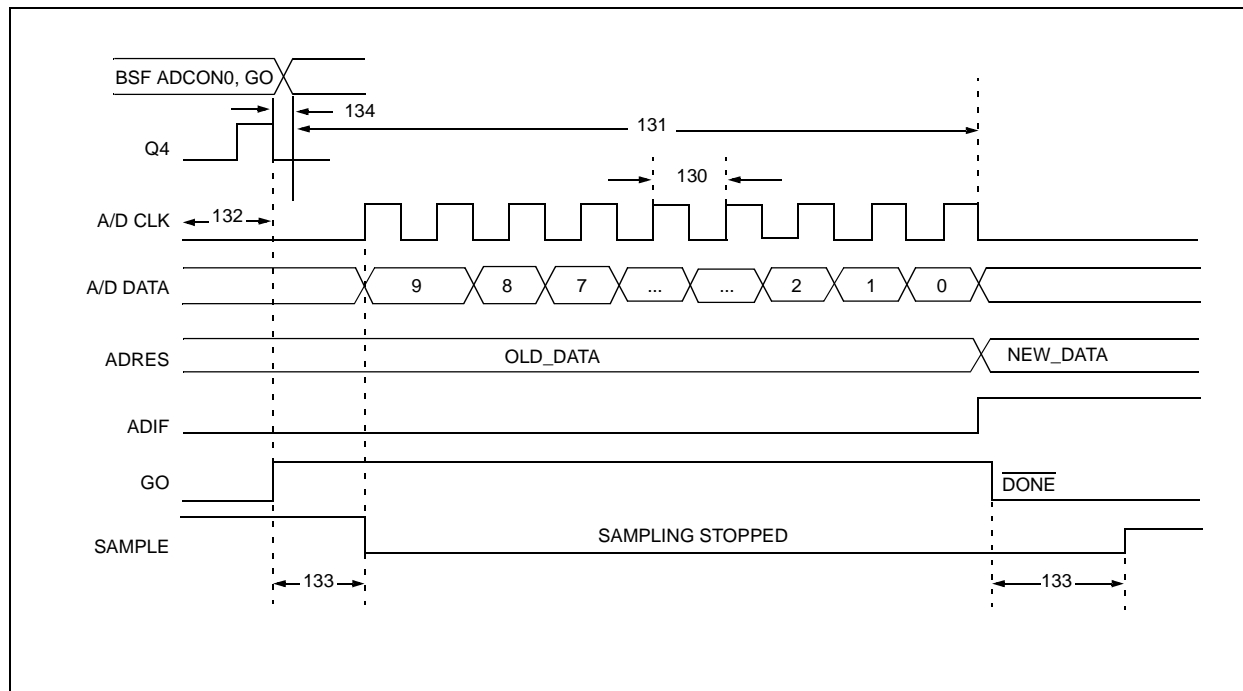 BSF ADCON0, GO
134
131
Q4
130
132
A/D CLK
A/D DATA
9 8 7 ... ... 2 1 0
ADRES
OLD_DATA
NEW_DATA
ADIF
GO
DONE
SAMPLE
SAMPLING STOPPED
133
133